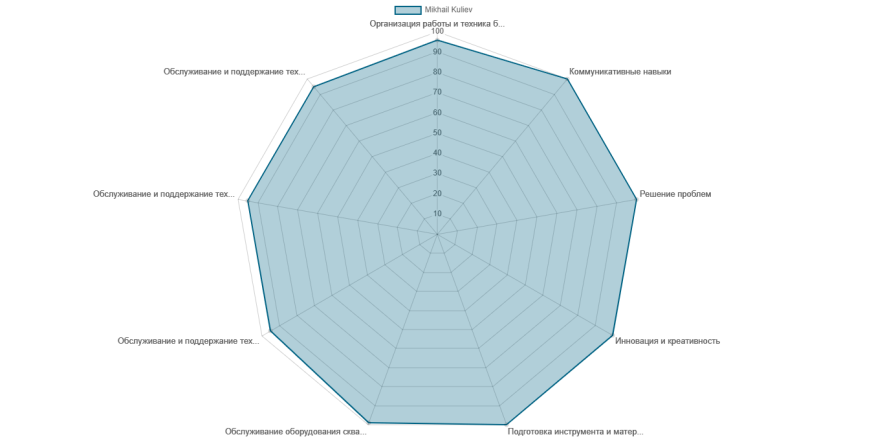 Mikhail Kuliev
Организация работы и техника б...
100
90
80
70
60
50
40
30
20
10
Коммуникативные навыки
Решение проблем
Инновация и креативность
Подготовка инструмента и матер...
Обслуживание оборудования сква...
Обслуживание и поддержание тех...
Обслуживание и поддержание тех...
Обслуживание и поддержание тех...